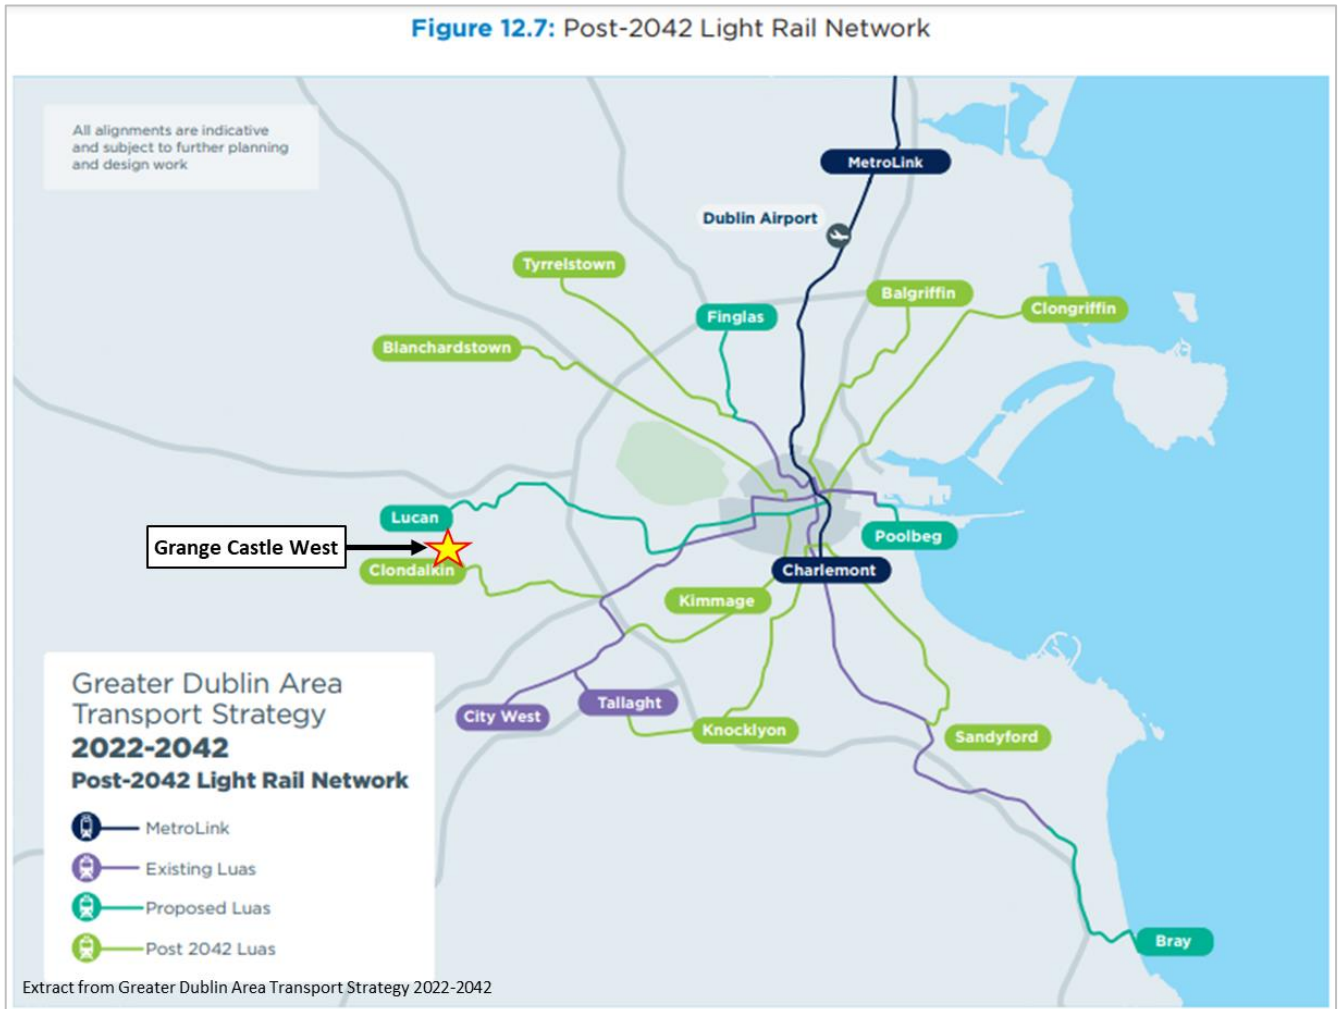 Figure 12.7: Post-2042 Light Rail Network
All alignments are indicative
and subject to further planning
and design work
MetroLink
Dublin Airport
Tyrrelstown
Balgriffin
Clongriffin
Finglas
Blanchardstown
Lucan
Poolbeg
Grange Castle West
Clondalkin
Charlemont
Kimmage
Tallaght
City West
Knocklyon
Sandyford
Bray
Greater Dublin Area
Transport Strategy
2022-2042
Post-2042 Light Rail Network
MetroLink
Existing Luas
Proposed Luas
Post 2042 Luas
Extract from Greater Dublin Area Transport Strategy 2022-2042